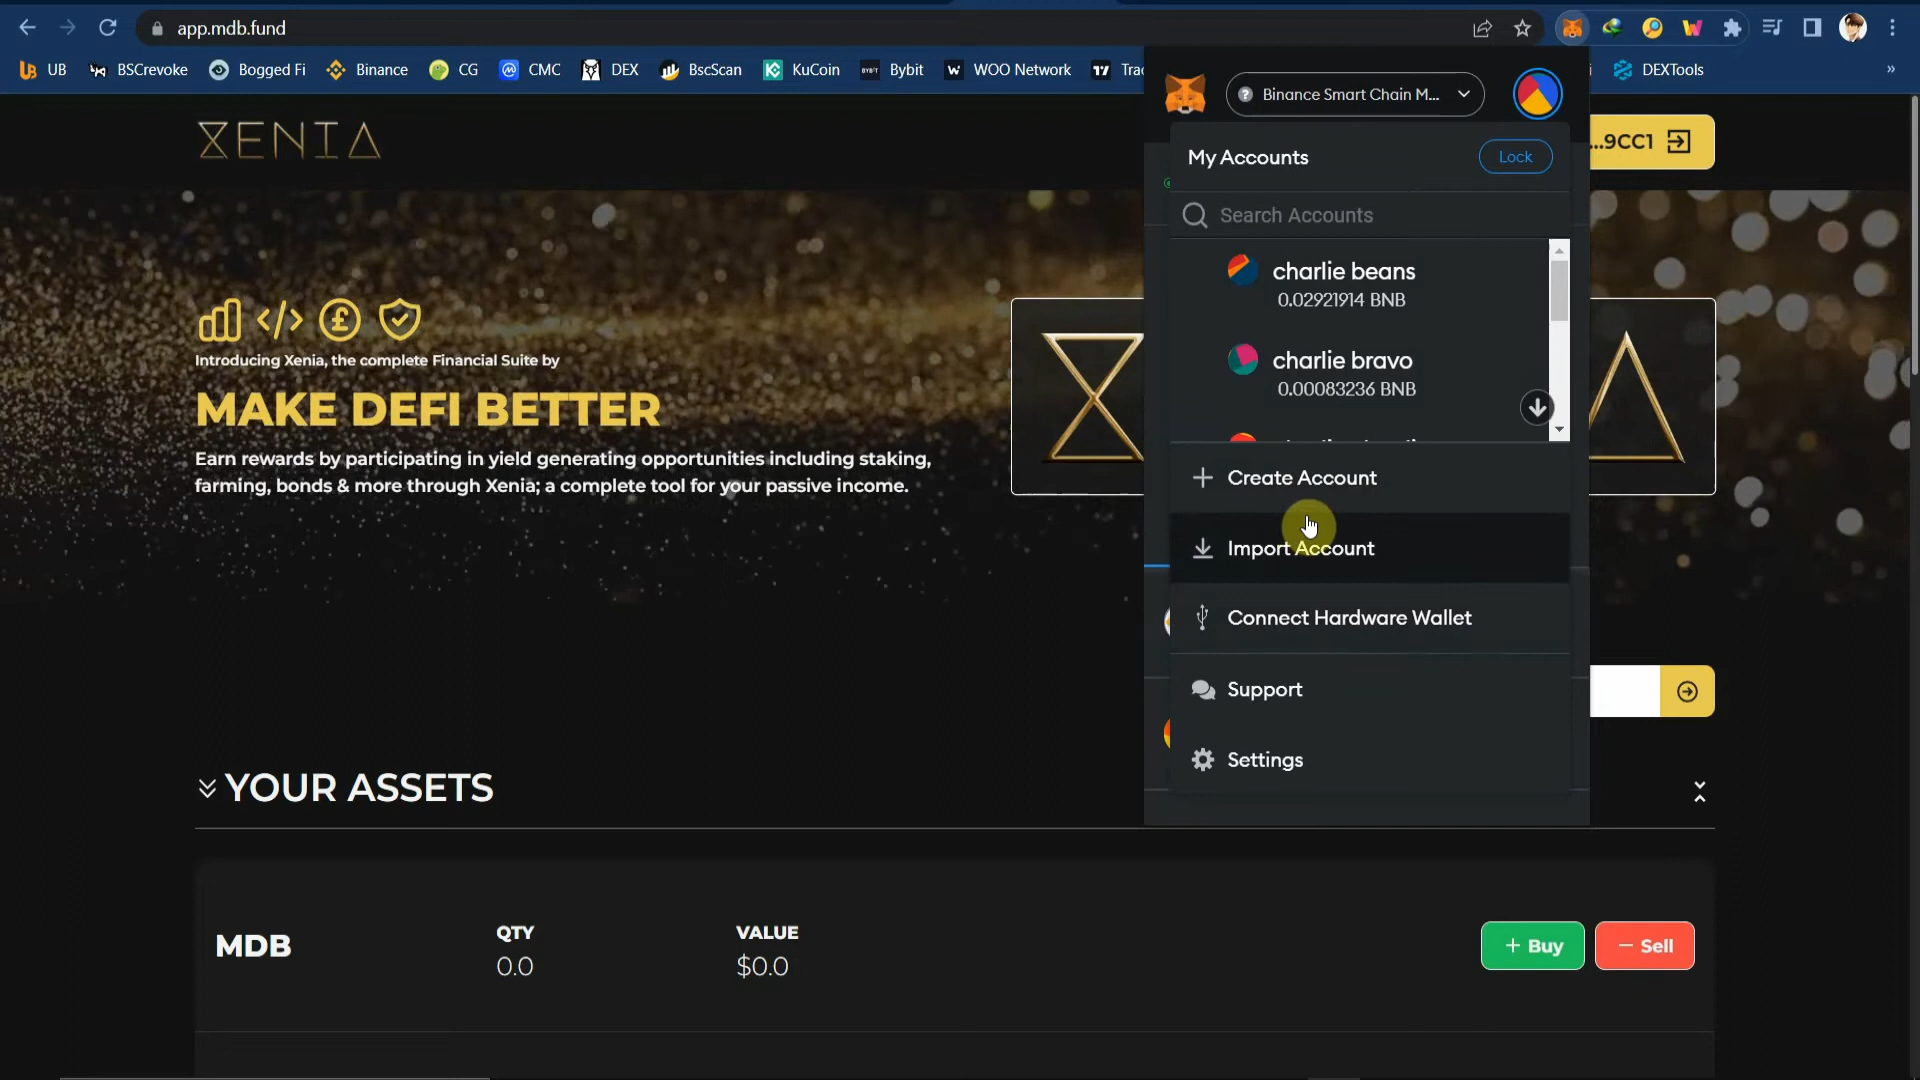 app.mdb.fund
UB
BSCrevoke
Bogged Fi
Binance
CG
CMC
DEX
BscScan
KuCoin
BYBIT
Bybit
WOO Network
DEXTools
»
XENIA
Binance Smart Chain M...
...9CC1
My Accounts
Lock
Search Accounts
charlie beans
0.02921914 BNB
charlie bravo
0.00083236 BNB
Introducing Xenia, the complete Financial Suite by
MAKE DEFI BETTER
Earn rewards by participating in yield generating opportunities including staking,
farming, bonds & more through Xenia; a complete tool for your passive income.
Create Account
Import Account
Connect Hardware Wallet
Support
Settings
YOUR ASSETS
MDB
QTY
0.0
VALUE
$0.0
+ Buy
− Sell